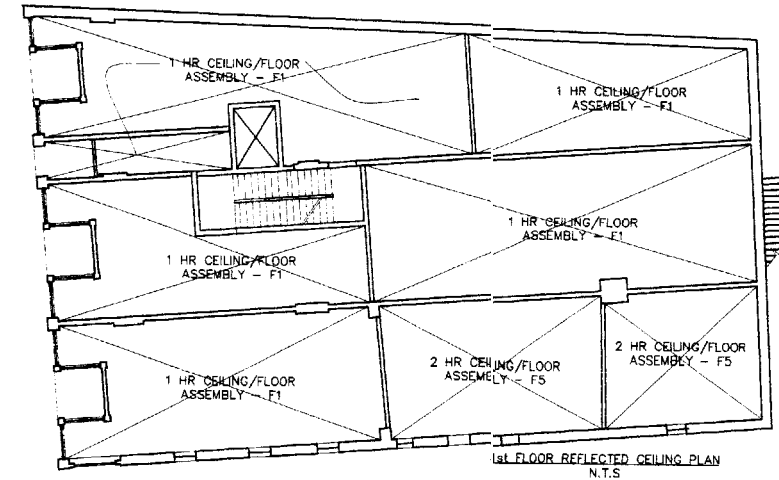 1 HR CEILING/FLOOR
ASSEMBLY - F1
1 HR CEILING/FLOOR
ASSEMBLY - F1
1 HR CEILING/FLOOR
ASSEMBLY - F1
1 HR CEILING/FLOOR
ASSEMBLY - F1
1 HR CEILING/FLOOR
ASSEMBLY - F1
2 HR CEILING/FLOOR
ASSEMBLY - F5
2 HR CEILING/FLOOR
ASSEMBLY - F5
1st FLOOR REFLECTED CEILING PLAN
N.T.S